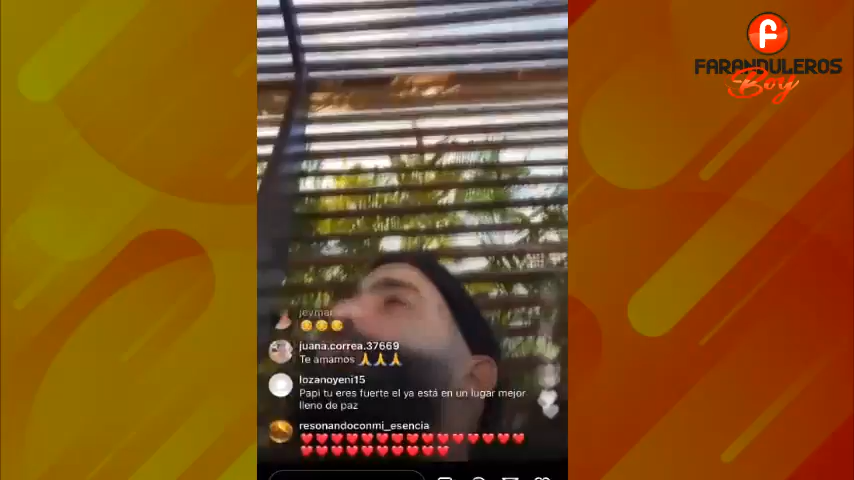 FARANDULEROS
Boy
jeymar
juana.correa.37669
Te amamos 🙏🙏🙏
lozanoyeni15
Papi tu eres fuerte el ya está en un lugar mejor
lleno de paz
resonandoconmi_esencia